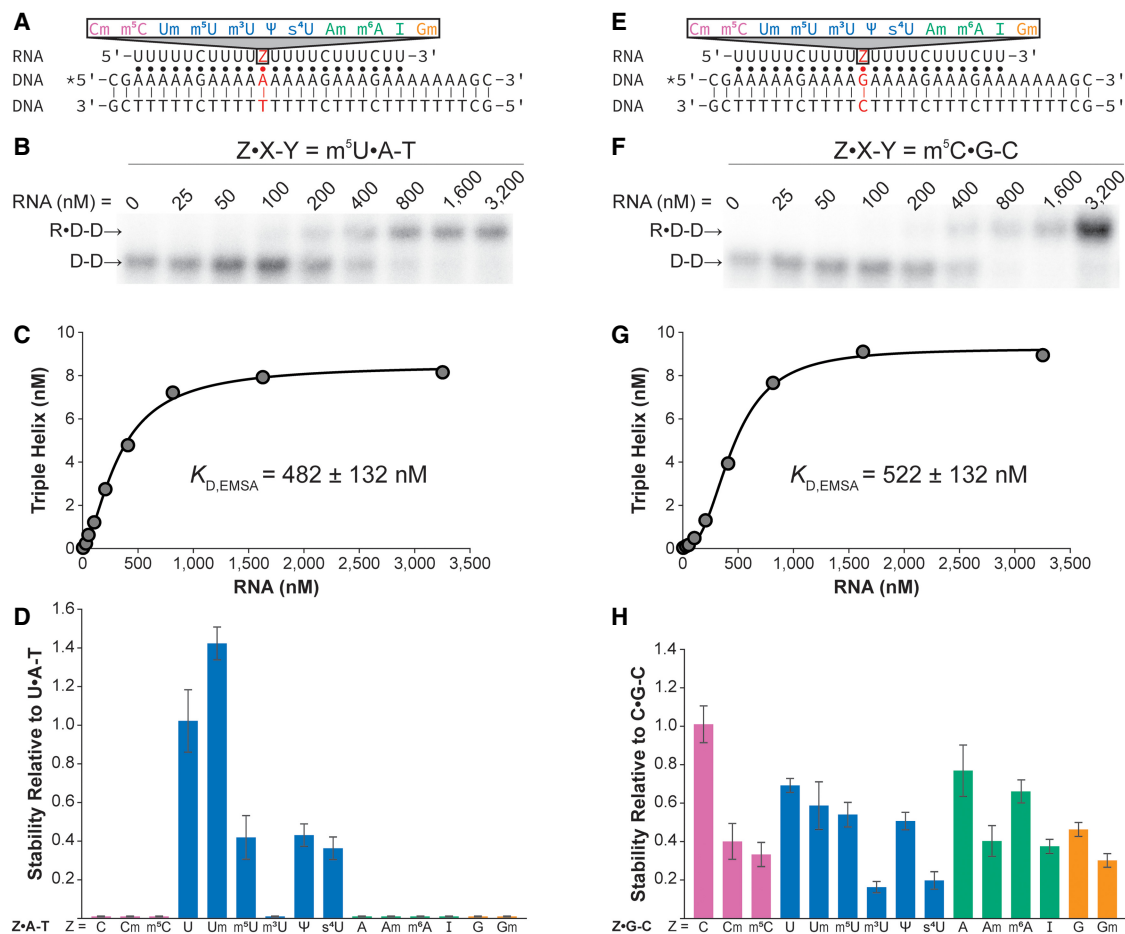 A
Cm m⁵C Um m⁵U m³U Ψ s⁴U Am m⁶A I Gm
RNA 5'-UUUUUCUUUUZUUUUCUUUCUU-3'
DNA *5'-CGAAAAAGAAAAAAAAAGAAAGAAAAAAAGC-3'
DNA 3'-GCTTTTTCTTTTTTTTTCTTTCTTTTTTTCG-5'
B
Z•X-Y = m⁵U•A-T
RNA (nM) = 0 25 50 100 200 400 800 1,600 3,200
R•D-D→
D-D→
C
Triple Helix (nM)
10
8
6
4
2
0
K_D,EMSA = 482 ± 132 nM
0 500 1,000 1,500 2,000 2,500 3,000 3,500
RNA (nM)
D
Stability Relative to U•A-T
1.6
1.4
1.2
1.0
0.8
0.6
0.4
0.2
Z•A-T Z = C Cm m⁵C U Um m⁵U m³U Ψ s⁴U A Am m⁶A I G Gm
E
Cm m⁵C Um m⁵U m³U Ψ s⁴U Am m⁶A I Gm
RNA 5'-UUUUUCUUUUZUUUUCUUUCUU-3'
DNA *5'-CGAAAAAGAAAAGAAAAGAAAGAAAAAAAGC-3'
DNA 3'-GCTTTTTCTTTTCTTTTCTTTCTTTTTTTCG-5'
F
Z•X-Y = m⁵C•G-C
RNA (nM) = 0 25 50 100 200 400 800 1,600 3,200
R•D-D→
D-D→
G
Triple Helix (nM)
10
8
6
4
2
0
K_D,EMSA = 522 ± 132 nM
0 500 1,000 1,500 2,000 2,500 3,000 3,500
RNA (nM)
H
Stability Relative to C•G-C
1.4
1.2
1.0
0.8
0.6
0.4
0.2
Z•G-C Z = C Cm m⁵C U Um m⁵U m³U Ψ s⁴U A Am m⁶A I G Gm